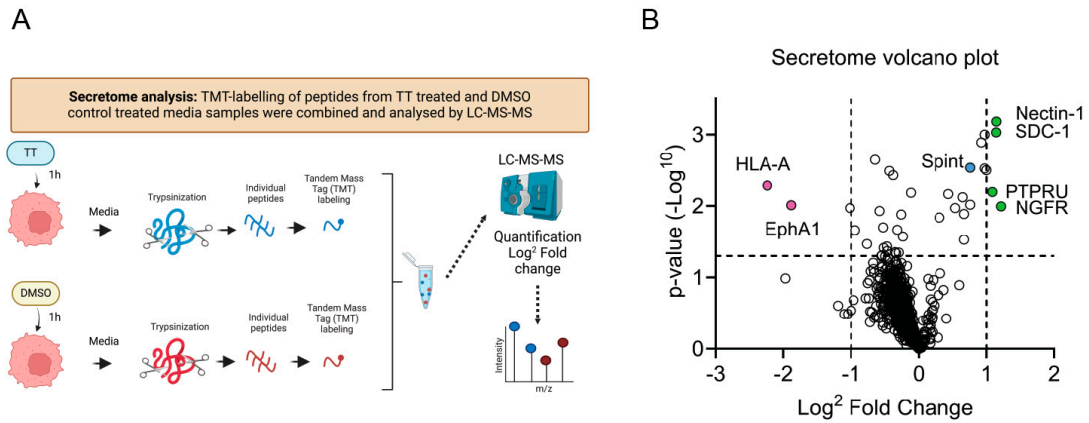 A
Secretome analysis: TMT-labelling of peptides from TT treated and DMSO
control treated media samples were combined and analysed by LC-MS-MS
TT
1h
Media
Trypsinization
Individual
peptides
Tandem Mass
Tag (TMT)
labeling
DMSO
1h
Media
Trypsinization
Individual
peptides
Tandem Mass
Tag (TMT)
labeling
LC-MS-MS
Quantification
Log² Fold
change
Intensity
m/z
B
Secretome volcano plot
p-value (-Log¹⁰)
3
2
1
0
HLA-A
EphA1
Spint
Nectin-1
SDC-1
PTPRU
NGFR
-3
-2
-1
0
1
2
Log² Fold Change